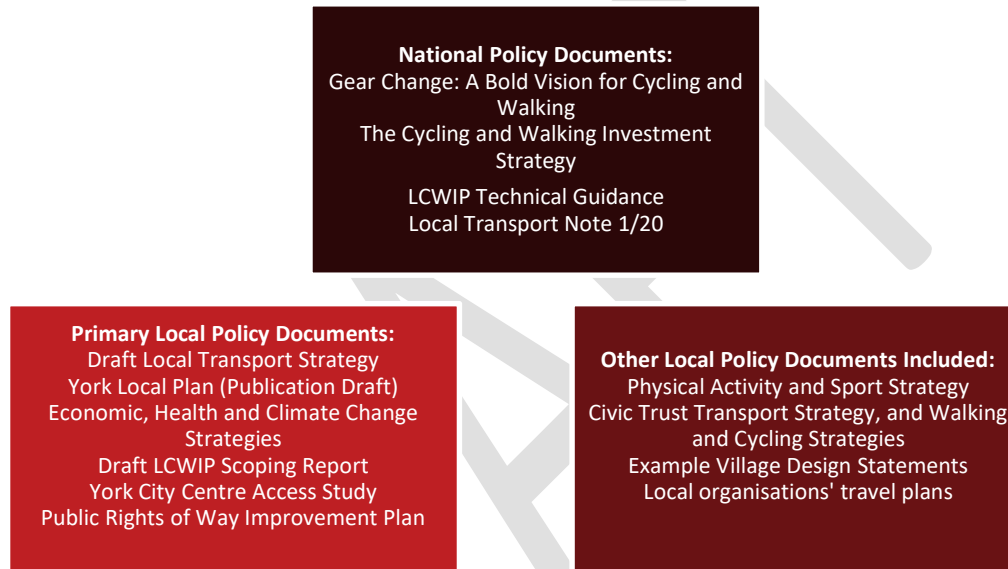 National Policy Documents:
Gear Change: A Bold Vision for Cycling and
Walking
The Cycling and Walking Investment
Strategy
LCWIP Technical Guidance
Local Transport Note 1/20
Primary Local Policy Documents:
Draft Local Transport Strategy
York Local Plan (Publication Draft)
Economic, Health and Climate Change
Strategies
Draft LCWIP Scoping Report
York City Centre Access Study
Public Rights of Way Improvement Plan
Other Local Policy Documents Included:
Physical Activity and Sport Strategy
Civic Trust Transport Strategy, and Walking
and Cycling Strategies
Example Village Design Statements
Local organisations' travel plans